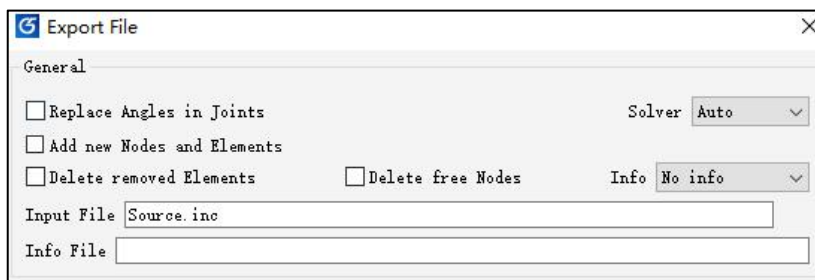 Export File
General
Replace Angles in Joints
Solver Auto
Add new Nodes and Elements
Delete removed Elements Delete free Nodes Info No info
Input File Source.inc
Info File